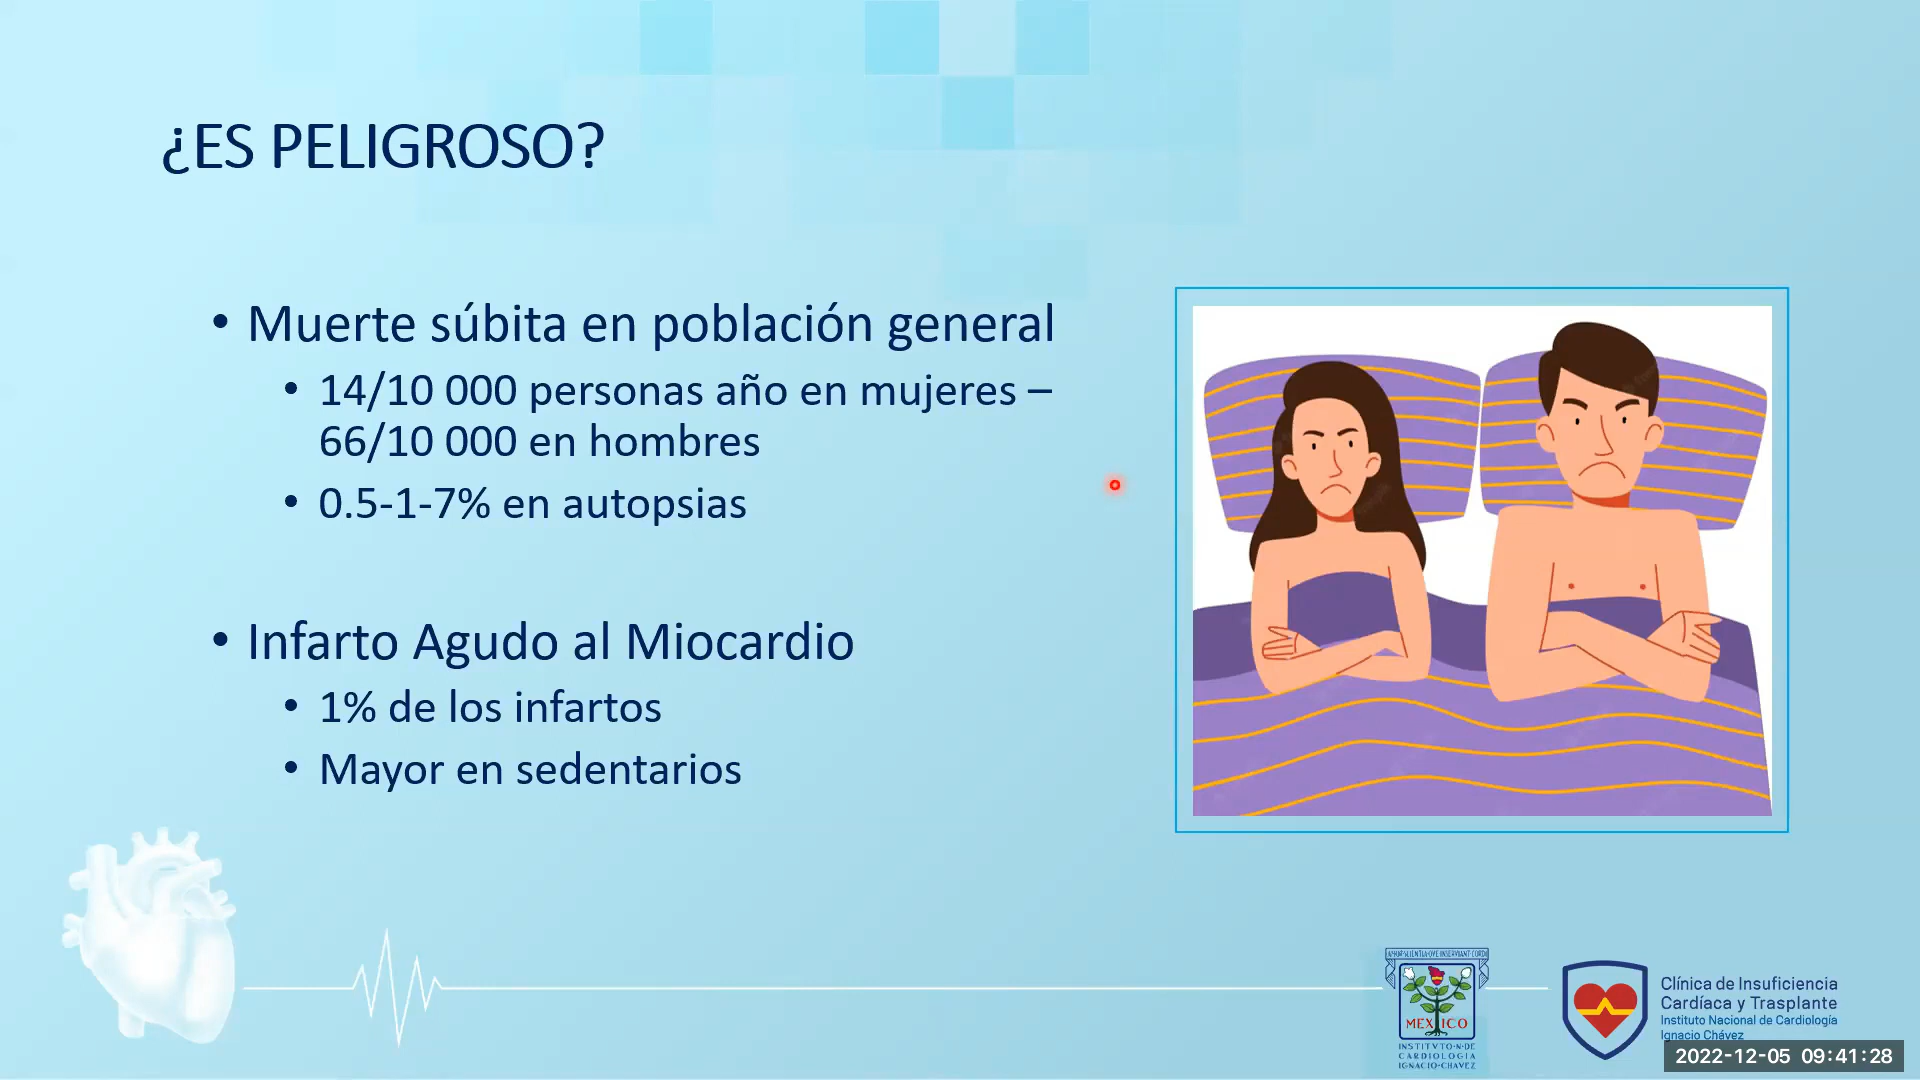 ¿ES PELIGROSO?
• Muerte súbita en población general
• 14/10 000 personas año en mujeres –
66/10 000 en hombres
• 0.5-1-7% en autopsias
• Infarto Agudo al Miocardio
• 1% de los infartos
• Mayor en sedentarios
MEXICO
INSTITVTO·N·DE
CARDIOLOGIA
IGNACIO·CHAVEZ
Clínica de Insuficiencia
Cardíaca y Trasplante
Instituto Nacional de Cardiología
Ignacio Chávez
2022-12-05 09:41:28